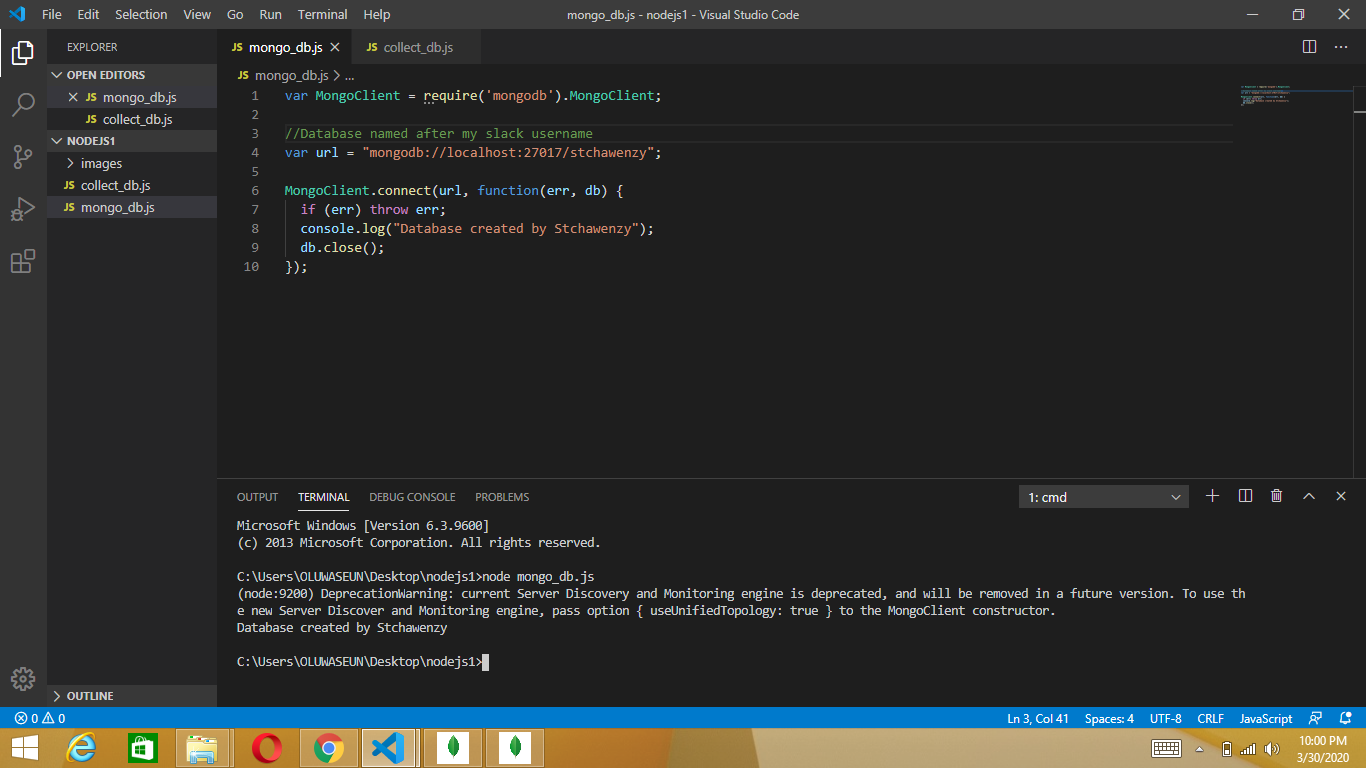 File Edit Selection View Go Run Terminal Help
mongo_db.js - nodejs1 - Visual Studio Code
EXPLORER
OPEN EDITORS
JS mongo_db.js
JS collect_db.js
NODEJS1
images
JS collect_db.js
JS mongo_db.js
OUTLINE
JS mongo_db.js
JS collect_db.js
JS mongo_db.js > ...
1 var MongoClient = require('mongodb').MongoClient;
2
3 //Database named after my slack username
4 var url = "mongodb://localhost:27017/stchawenzy";
5
6 MongoClient.connect(url, function(err, db) {
7 if (err) throw err;
8 console.log("Database created by Stchawenzy");
9 db.close();
10 });
OUTPUT TERMINAL DEBUG CONSOLE PROBLEMS
1: cmd
Microsoft Windows [Version 6.3.9600]
(c) 2013 Microsoft Corporation. All rights reserved.
C:\Users\OLUWASEUN\Desktop\nodejs1>node mongo_db.js
(node:9200) DeprecationWarning: current Server Discovery and Monitoring engine is deprecated, and will be removed in a future version. To use th
e new Server Discover and Monitoring engine, pass option { useUnifiedTopology: true } to the MongoClient constructor.
Database created by Stchawenzy
C:\Users\OLUWASEUN\Desktop\nodejs1>
0 0
Ln 3, Col 41 Spaces: 4 UTF-8 CRLF JavaScript
10:00 PM
3/30/2020